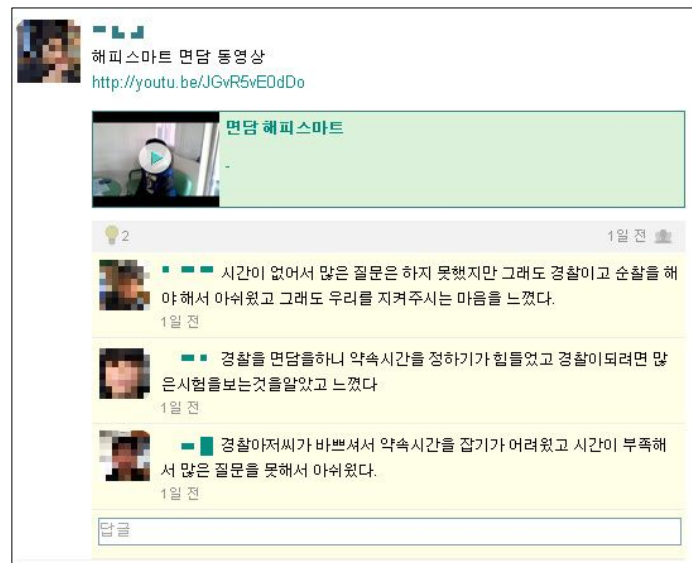 해피스마트 면담 동영상
http://youtu.be/JGvR5vE0dDo
면담 해피스마트
-
2
1일 전
시간이 없어서 많은 질문은 하지 못했지만 그래도 경찰이고 순찰을 해
야 해서 아쉬웠고 그래도 우리를 지켜주시는 마음을 느꼈다.
1일 전
경찰을 면담을하니 약속시간을 정하기가 힘들었고 경찰이되려면 많
은시험을보는것을알았고 느꼈다
1일 전
경찰아저씨가 바쁘셔서 약속시간을 잡기가 어려웠고 시간이 부족해
서 많은 질문을 못해서 아쉬웠다.
1일 전
답글